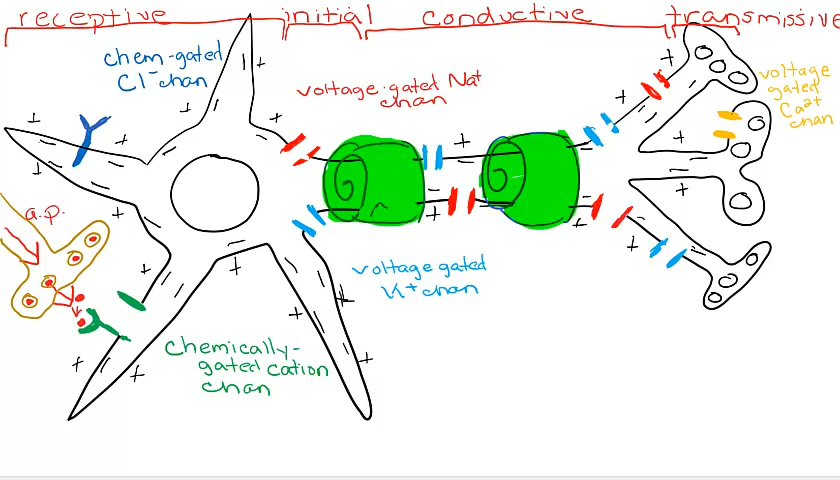 receptive initial conductive transmissive
chem-gated
Cl⁻ chan
voltage-gated Na⁺
chan
voltage
gated
Ca²⁺
chan
a.p.
voltage gated
K⁺ chan
Chemically-
gated cation
chan